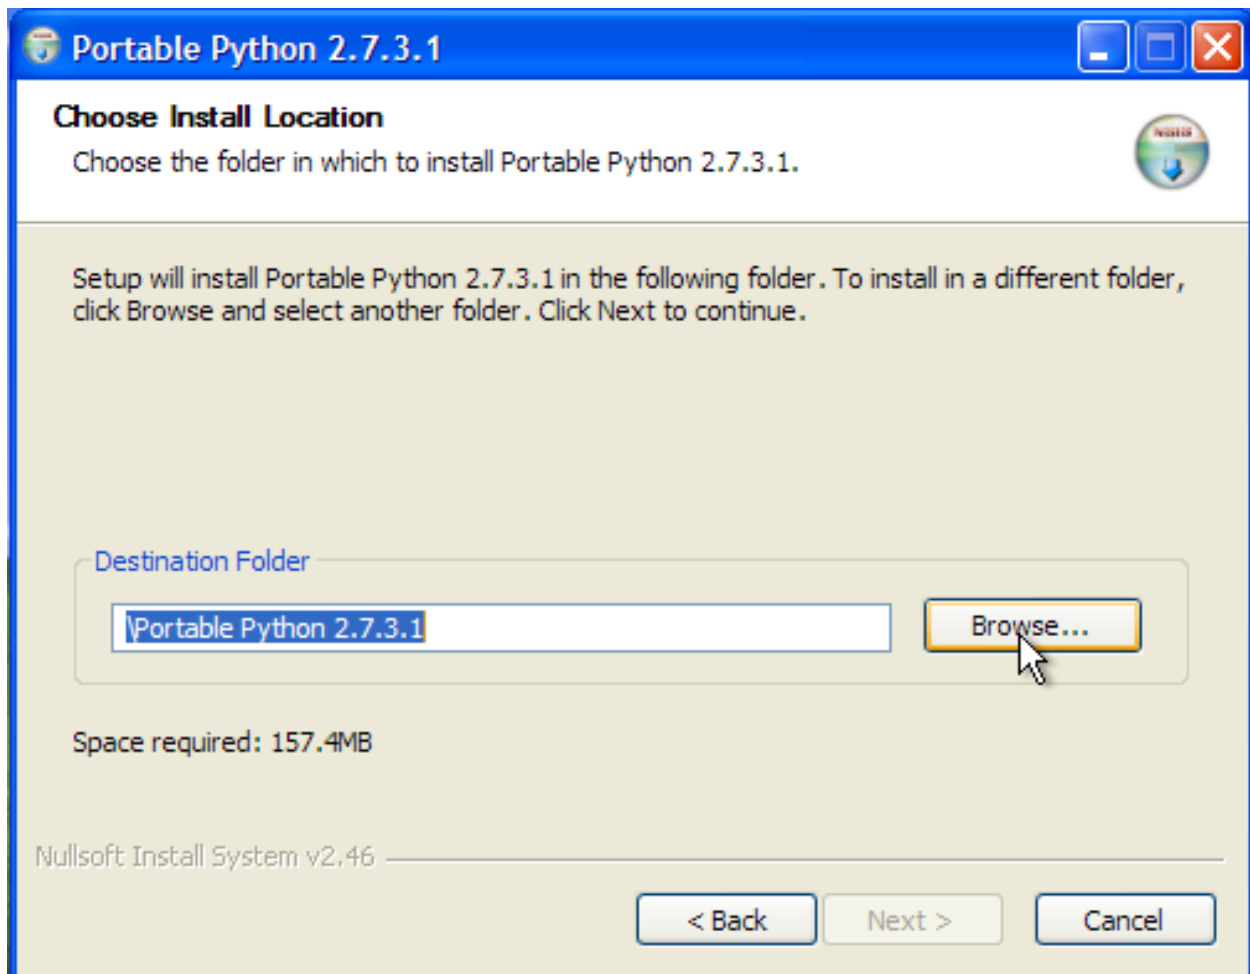 Portable Python 2.7.3.1
Choose Install Location
Choose the folder in which to install Portable Python 2.7.3.1.
Setup will install Portable Python 2.7.3.1 in the following folder. To install in a different folder,
click Browse and select another folder. Click Next to continue.
Destination Folder
\Portable Python 2.7.3.1
Browse...
Space required: 157.4MB
Nullsoft Install System v2.46
< Back
Next >
Cancel